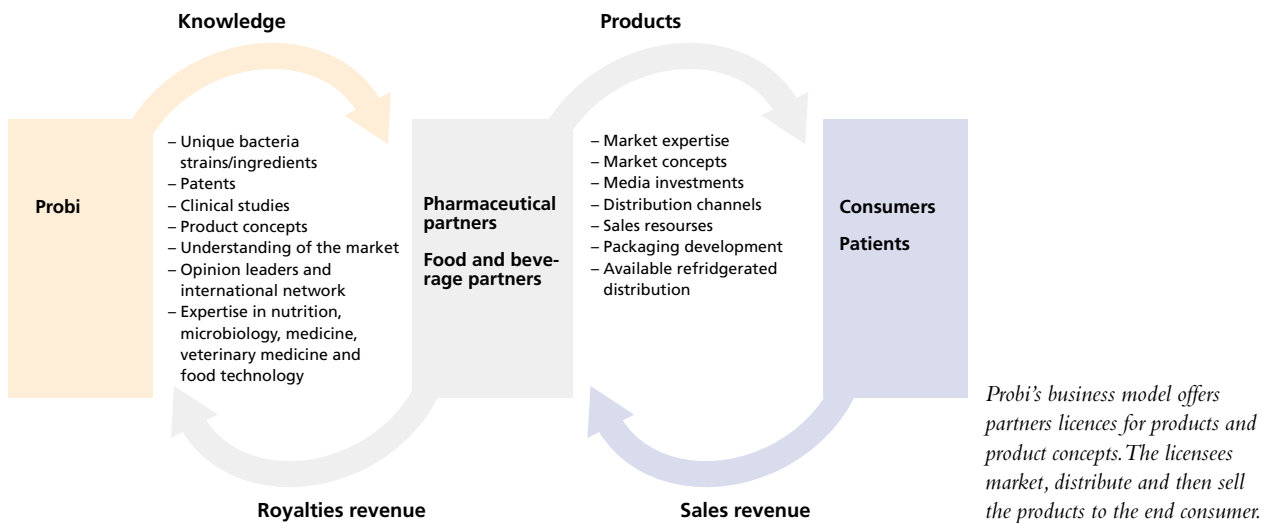 Knowledge
Products
Probi
– Unique bacteria
strains/ingredients
– Patents
– Clinical studies
– Product concepts
– Understanding of the market
– Opinion leaders and
international network
– Expertise in nutrition,
microbiology, medicine,
veterinary medicine and
food technology
Pharmaceutical
partners
Food and beve-
rage partners
– Market expertise
– Market concepts
– Media investments
– Distribution channels
– Sales resourses
– Packaging development
– Available refridgerated
distribution
Consumers
Patients
Royalties revenue
Sales revenue
Probi’s business model offers
partners licences for products and
product concepts. The licensees
market, distribute and then sell
the products to the end consumer.